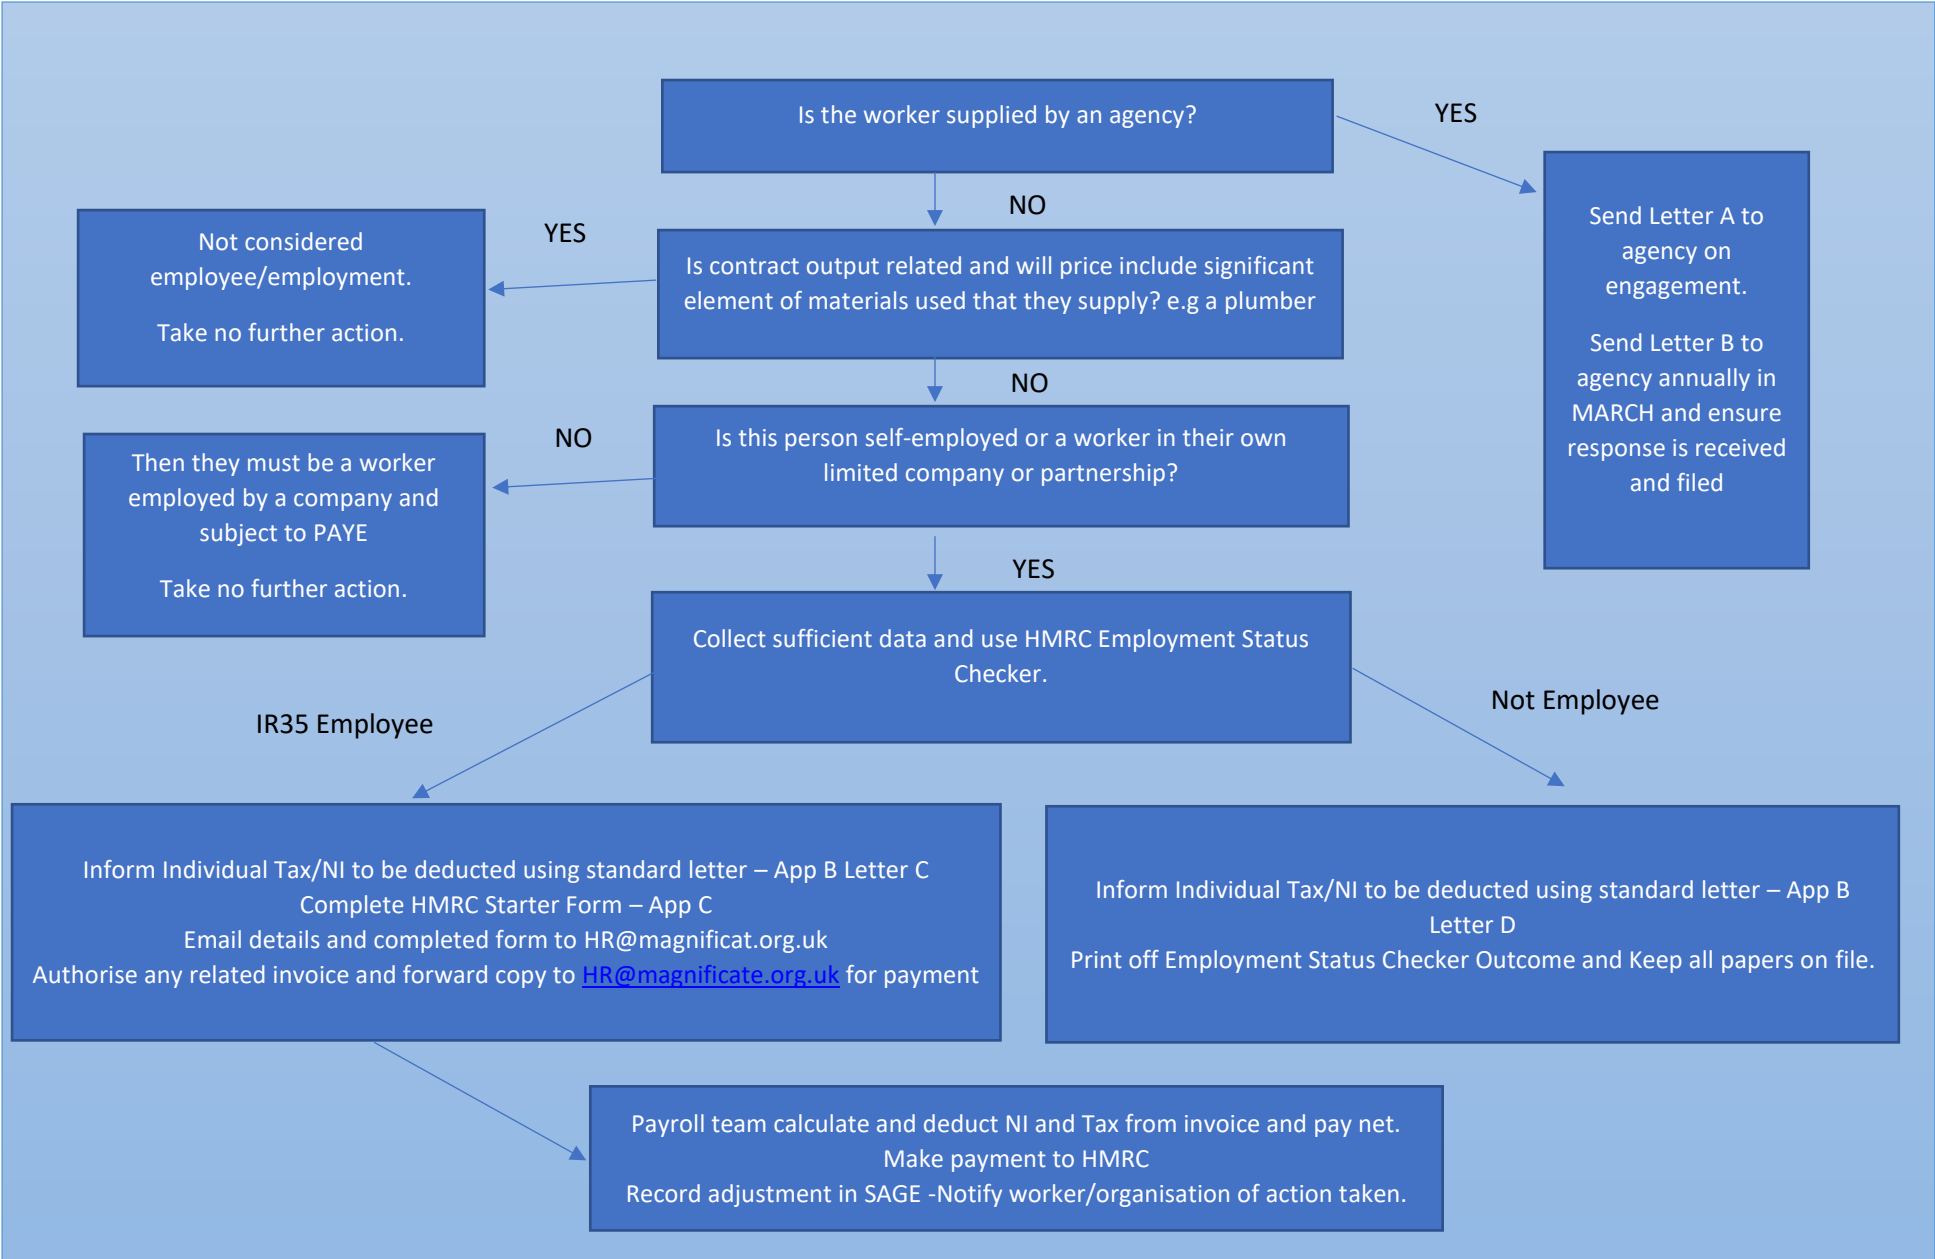 Is the worker supplied by an agency?
YES
NO
Send Letter A to
agency on
engagement.
Send Letter B to
agency annually in
MARCH and ensure
response is received
and filed
Not considered
employee/employment.
Take no further action.
YES
Is contract output related and will price include significant
element of materials used that they supply? e.g a plumber
NO
Then they must be a worker
employed by a company and
subject to PAYE
Take no further action.
NO
Is this person self-employed or a worker in their own
limited company or partnership?
YES
Collect sufficient data and use HMRC Employment Status
Checker.
IR35 Employee
Not Employee
Inform Individual Tax/NI to be deducted using standard letter – App B Letter C
Complete HMRC Starter Form – App C
Email details and completed form to HR@magnificat.org.uk
Authorise any related invoice and forward copy to HR@magnificate.org.uk for payment
Inform Individual Tax/NI to be deducted using standard letter – App B
Letter D
Print off Employment Status Checker Outcome and Keep all papers on file.
Payroll team calculate and deduct NI and Tax from invoice and pay net.
Make payment to HMRC
Record adjustment in SAGE -Notify worker/organisation of action taken.